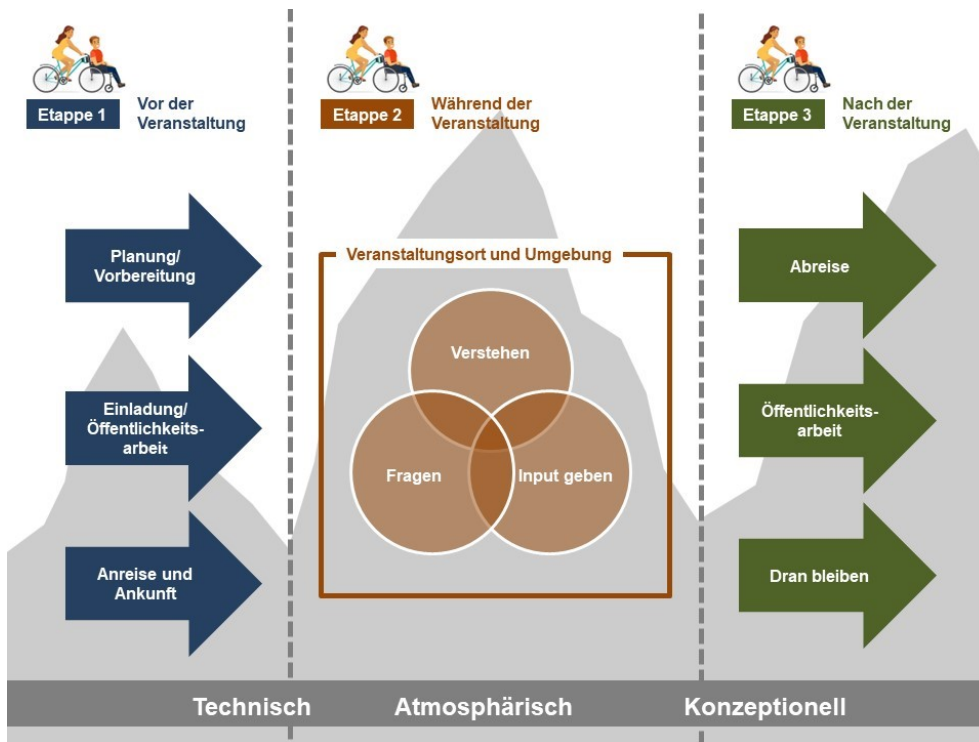 Etappe 1
Vor der
Veranstaltung
Etappe 2
Während der
Veranstaltung
Etappe 3
Nach der
Veranstaltung
Planung/
Vorbereitung
Einladung/
Öffentlichkeits-
arbeit
Anreise und
Ankunft
Veranstaltungsort und Umgebung
Verstehen
Fragen
Input geben
Abreise
Öffentlichkeits-
arbeit
Dran bleiben
Technisch
Atmosphärisch
Konzeptionell